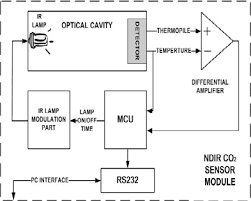 IR
LAMP
OPTICAL CAVITY
DETECTOR
THERMOPILE
TEMPERTURE
+
-
DIFFERENTIAL
AMPLIFIER
IR LAMP
MODULATION
PART
LAMP
ON/OFF
TIME
MCU
NDIR CO₂
SENSOR
MODULE
PC INTERFACE
RS232